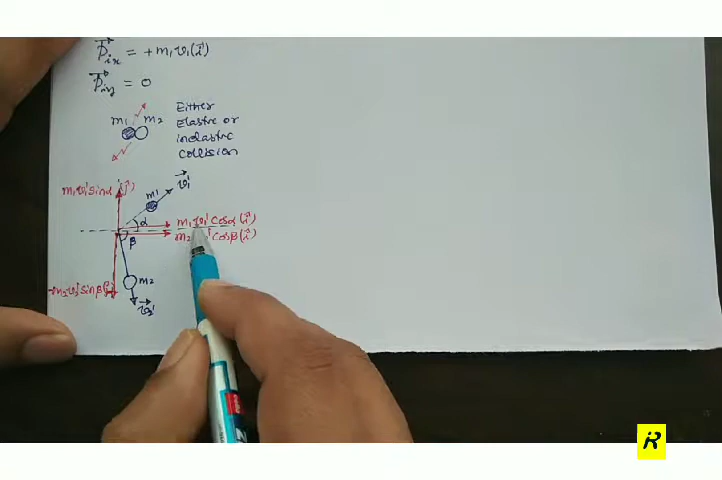 P⃗ix = + m₁v₁(i⃗)
P⃗iy = 0
m₁ m₂
Either
Elastic or
inelastic
collision
m₁v₁'sinα (j⃗)
m₁ v⃗₁'
α
m₁v₁'cosα (i⃗)
β
m₂ ' cosβ (i⃗)
m₂
-m₂v₂'sinβ
v⃗₂'
R